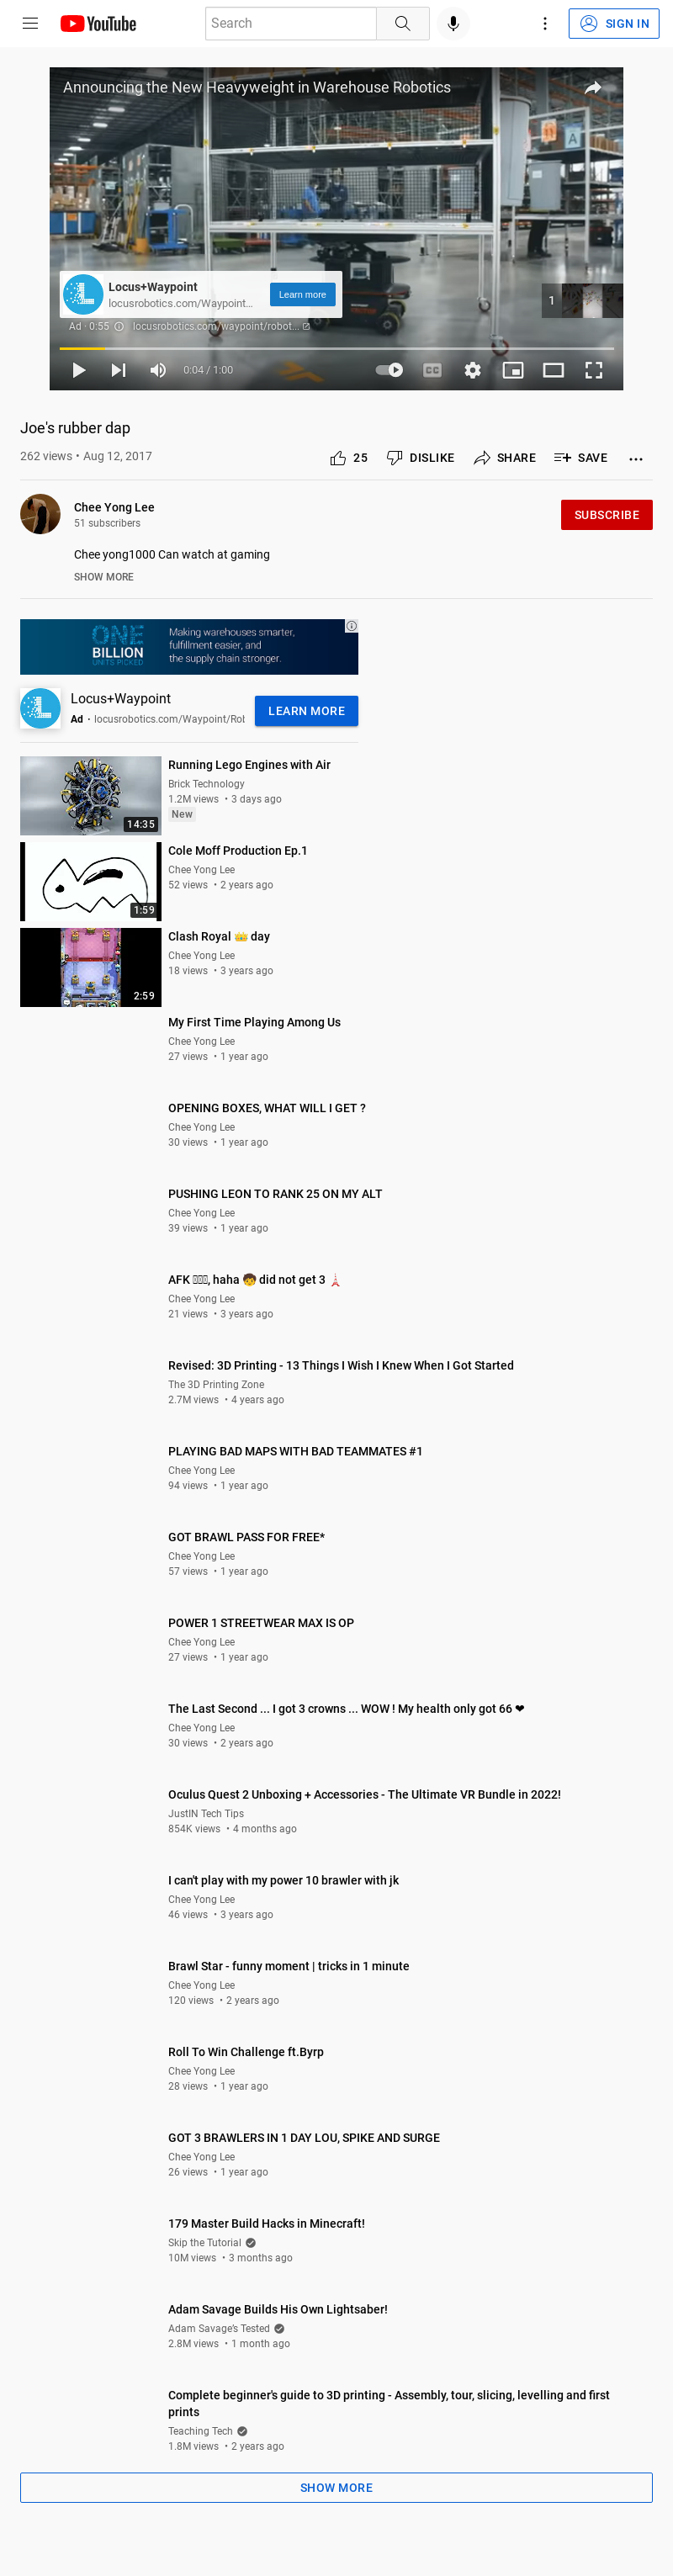 YouTube
Search
SIGN IN
Announcing the New Heavyweight in Warehouse Robotics
A
Locus+Waypoint
locusrobotics.com/Waypoint...
Learn more
1
Ad · 0:55
locusrobotics.com/waypoint/robot...
0:04 / 1:00
CC
Joe's rubber dap
262 views • Aug 12, 2017
25
DISLIKE
SHARE
SAVE
Chee Yong Lee
51 subscribers
SUBSCRIBE
Chee yong1000 Can watch at gaming
SHOW MORE
ONE
BILLION
UNITS PICKED
Making warehouses smarter,
fulfillment easier, and
the supply chain stronger.
Locus+Waypoint
Ad • locusrobotics.com/Waypoint/Rob
LEARN MORE
Running Lego Engines with Air
Brick Technology
1.2M views • 3 days ago
New
14:35
Cole Moff Production Ep.1
Chee Yong Lee
52 views • 2 years ago
1:59
Clash Royal 👑 day
Chee Yong Lee
18 views • 3 years ago
2:59
My First Time Playing Among Us
Chee Yong Lee
27 views • 1 year ago
OPENING BOXES, WHAT WILL I GET ?
Chee Yong Lee
30 views • 1 year ago
PUSHING LEON TO RANK 25 ON MY ALT
Chee Yong Lee
39 views • 1 year ago
AFK , haha 🧒 did not get 3 🗼
Chee Yong Lee
21 views • 3 years ago
Revised: 3D Printing - 13 Things I Wish I Knew When I Got Started
The 3D Printing Zone
2.7M views • 4 years ago
PLAYING BAD MAPS WITH BAD TEAMMATES #1
Chee Yong Lee
94 views • 1 year ago
GOT BRAWL PASS FOR FREE*
Chee Yong Lee
57 views • 1 year ago
POWER 1 STREETWEAR MAX IS OP
Chee Yong Lee
27 views • 1 year ago
The Last Second ... I got 3 crowns ... WOW ! My health only got 66 ❤
Chee Yong Lee
30 views • 2 years ago
Oculus Quest 2 Unboxing + Accessories - The Ultimate VR Bundle in 2022!
JustIN Tech Tips
854K views • 4 months ago
I can't play with my power 10 brawler with jk
Chee Yong Lee
46 views • 3 years ago
Brawl Star - funny moment | tricks in 1 minute
Chee Yong Lee
120 views • 2 years ago
Roll To Win Challenge ft.Byrp
Chee Yong Lee
28 views • 1 year ago
GOT 3 BRAWLERS IN 1 DAY LOU, SPIKE AND SURGE
Chee Yong Lee
26 views • 1 year ago
179 Master Build Hacks in Minecraft!
Skip the Tutorial
10M views • 3 months ago
Adam Savage Builds His Own Lightsaber!
Adam Savage's Tested
2.8M views • 1 month ago
Complete beginner's guide to 3D printing - Assembly, tour, slicing, levelling and first
prints
Teaching Tech
1.8M views • 2 years ago
SHOW MORE